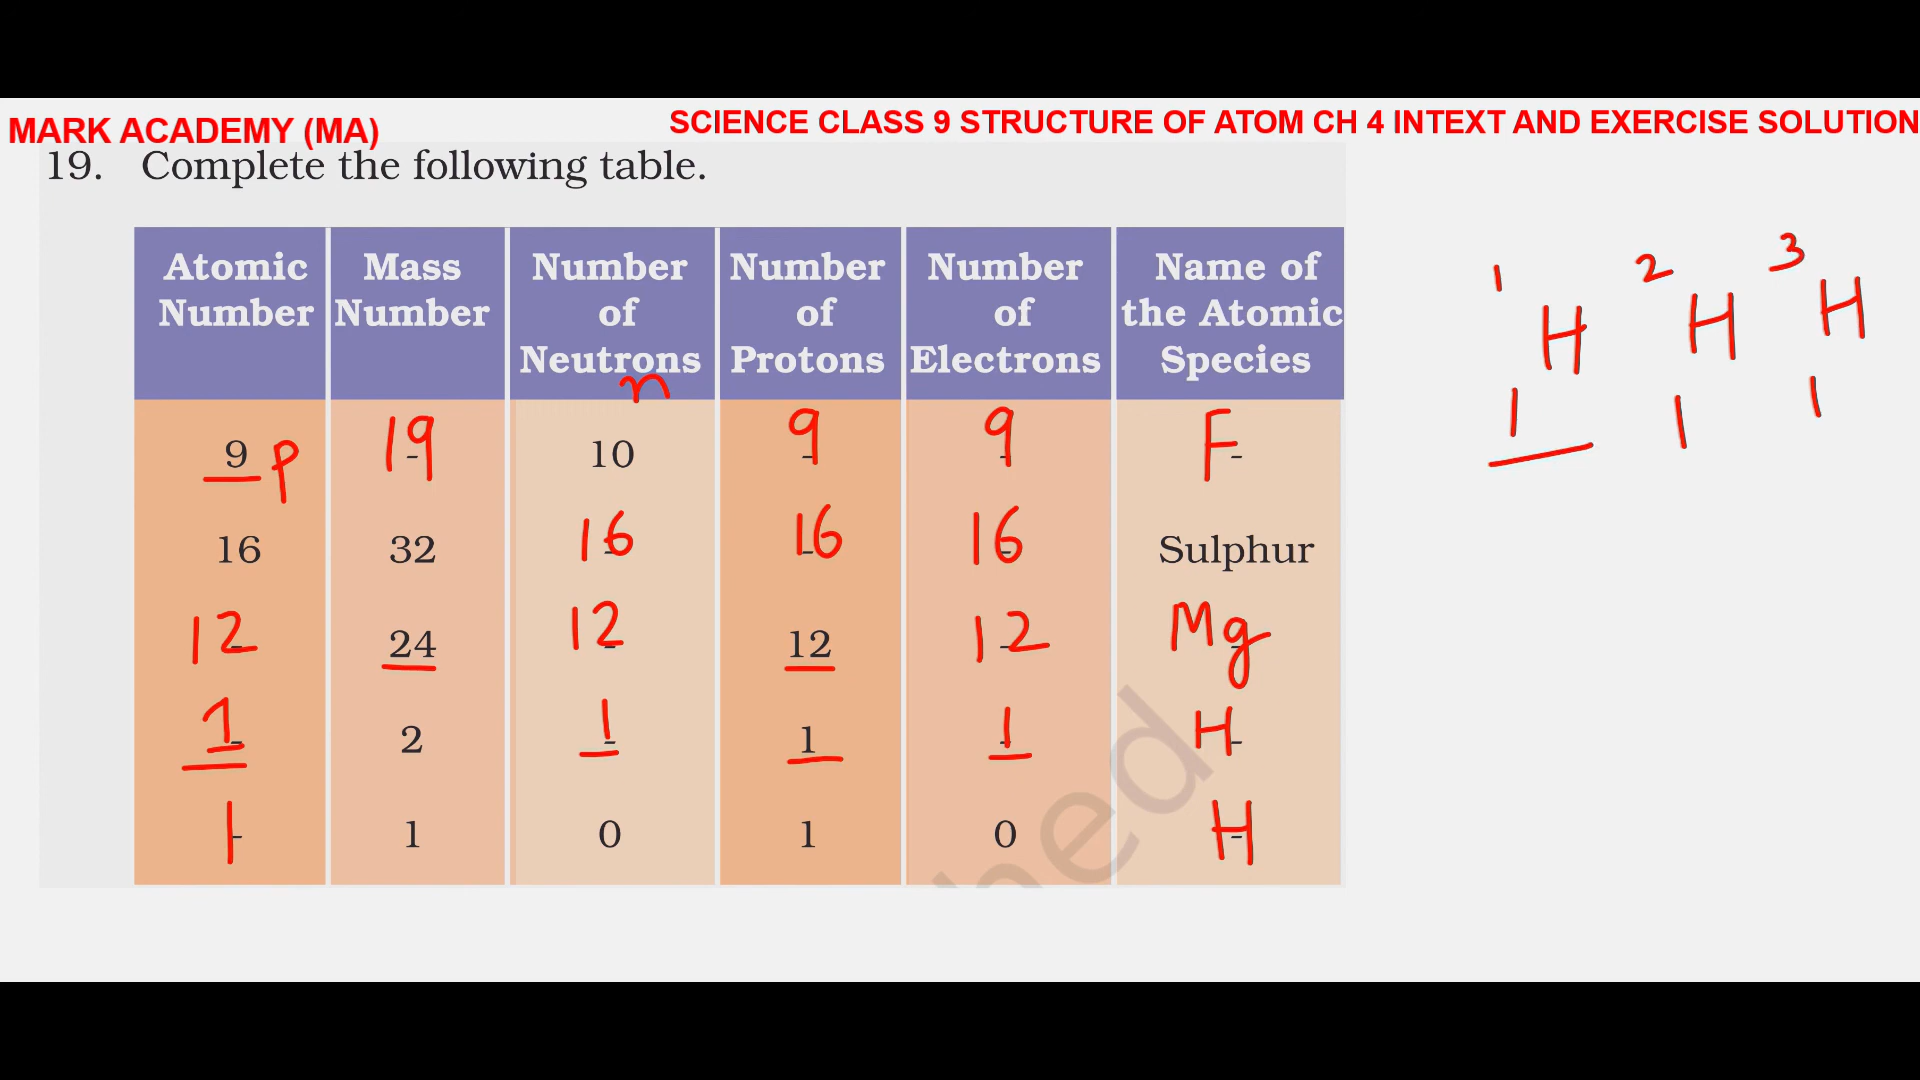 MARK ACADEMY (MA)
SCIENCE CLASS 9 STRUCTURE OF ATOM CH 4 INTEXT AND EXERCISE SOLUTION
19. Complete the following table.
Atomic Number Mass Number Number of Neutrons Number of Protons Number of Electrons Name of the Atomic Species
n
9 p 19 10 9 9 F
16 32 16 16 16 Sulphur
12 24 12 12 12 Mg
1 2 1 1 1 H
1 1 0 1 0 H
1 H 1
2 H 1
3 H 1
hed